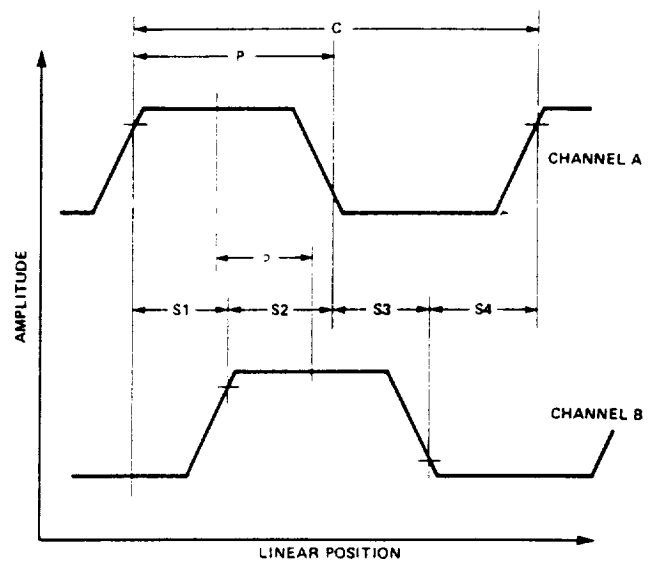 C
P
CHANNEL A
S1 S2 S3 S4
AMPLITUDE
CHANNEL B
LINEAR POSITION